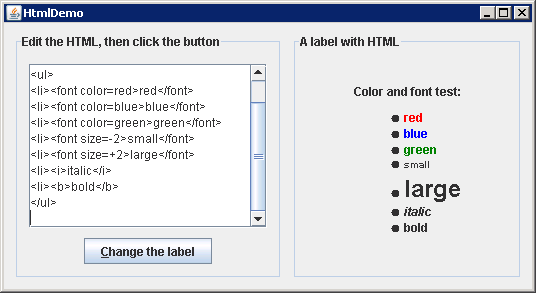 HtmlDemo
Edit the HTML, then click the button
<ul>
<li><font color=red>red</font>
<li><font color=blue>blue</font>
<li><font color=green>green</font>
<li><font size=-2>small</font>
<li><font size=+2>large</font>
<li><i>italic</i>
<li><b>bold</b>
</ul>
Change the label
A label with HTML
Color and font test:
● red
● blue
● green
● small
● large
● italic
● bold